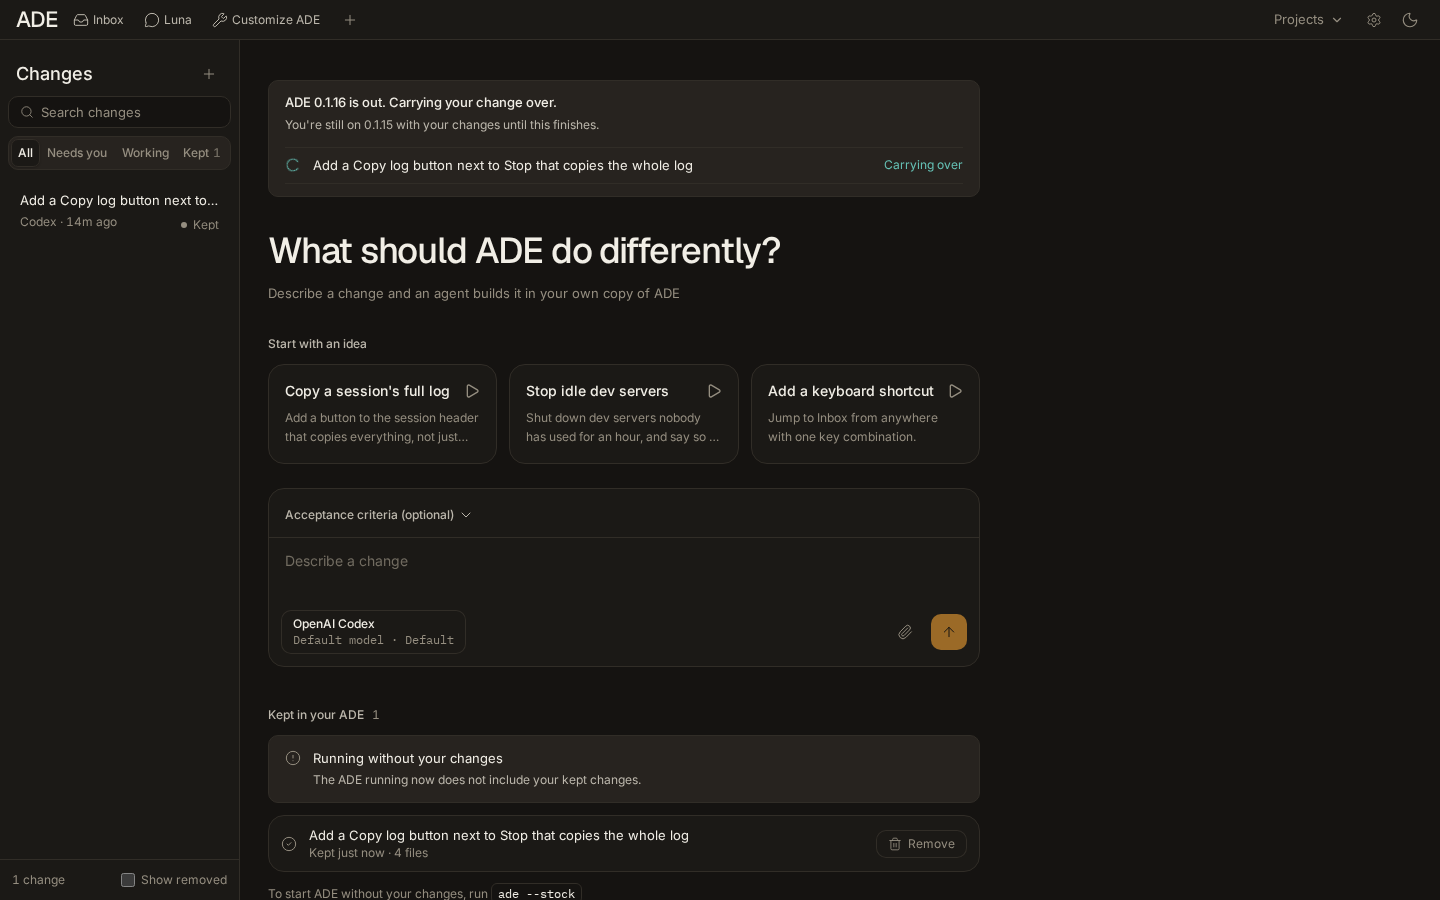 ADE
Inbox
Luna
Customize ADE
Projects
Changes
Search changes
All
Needs you
Working
Kept 1
Add a Copy log button next to...
Codex · 14m ago
Kept
1 change
Show removed
ADE 0.1.16 is out. Carrying your change over.
You're still on 0.1.15 with your changes until this finishes.
Add a Copy log button next to Stop that copies the whole log
Carrying over
What should ADE do differently?
Describe a change and an agent builds it in your own copy of ADE
Start with an idea
Copy a session's full log
Add a button to the session header
that copies everything, not just...
Stop idle dev servers
Shut down dev servers nobody
has used for an hour, and say so ...
Add a keyboard shortcut
Jump to Inbox from anywhere
with one key combination.
Acceptance criteria (optional)
Describe a change
OpenAI Codex
Default model · Default
Kept in your ADE 1
Running without your changes
The ADE running now does not include your kept changes.
Add a Copy log button next to Stop that copies the whole log
Kept just now · 4 files
Remove
To start ADE without your changes, run ade --stock